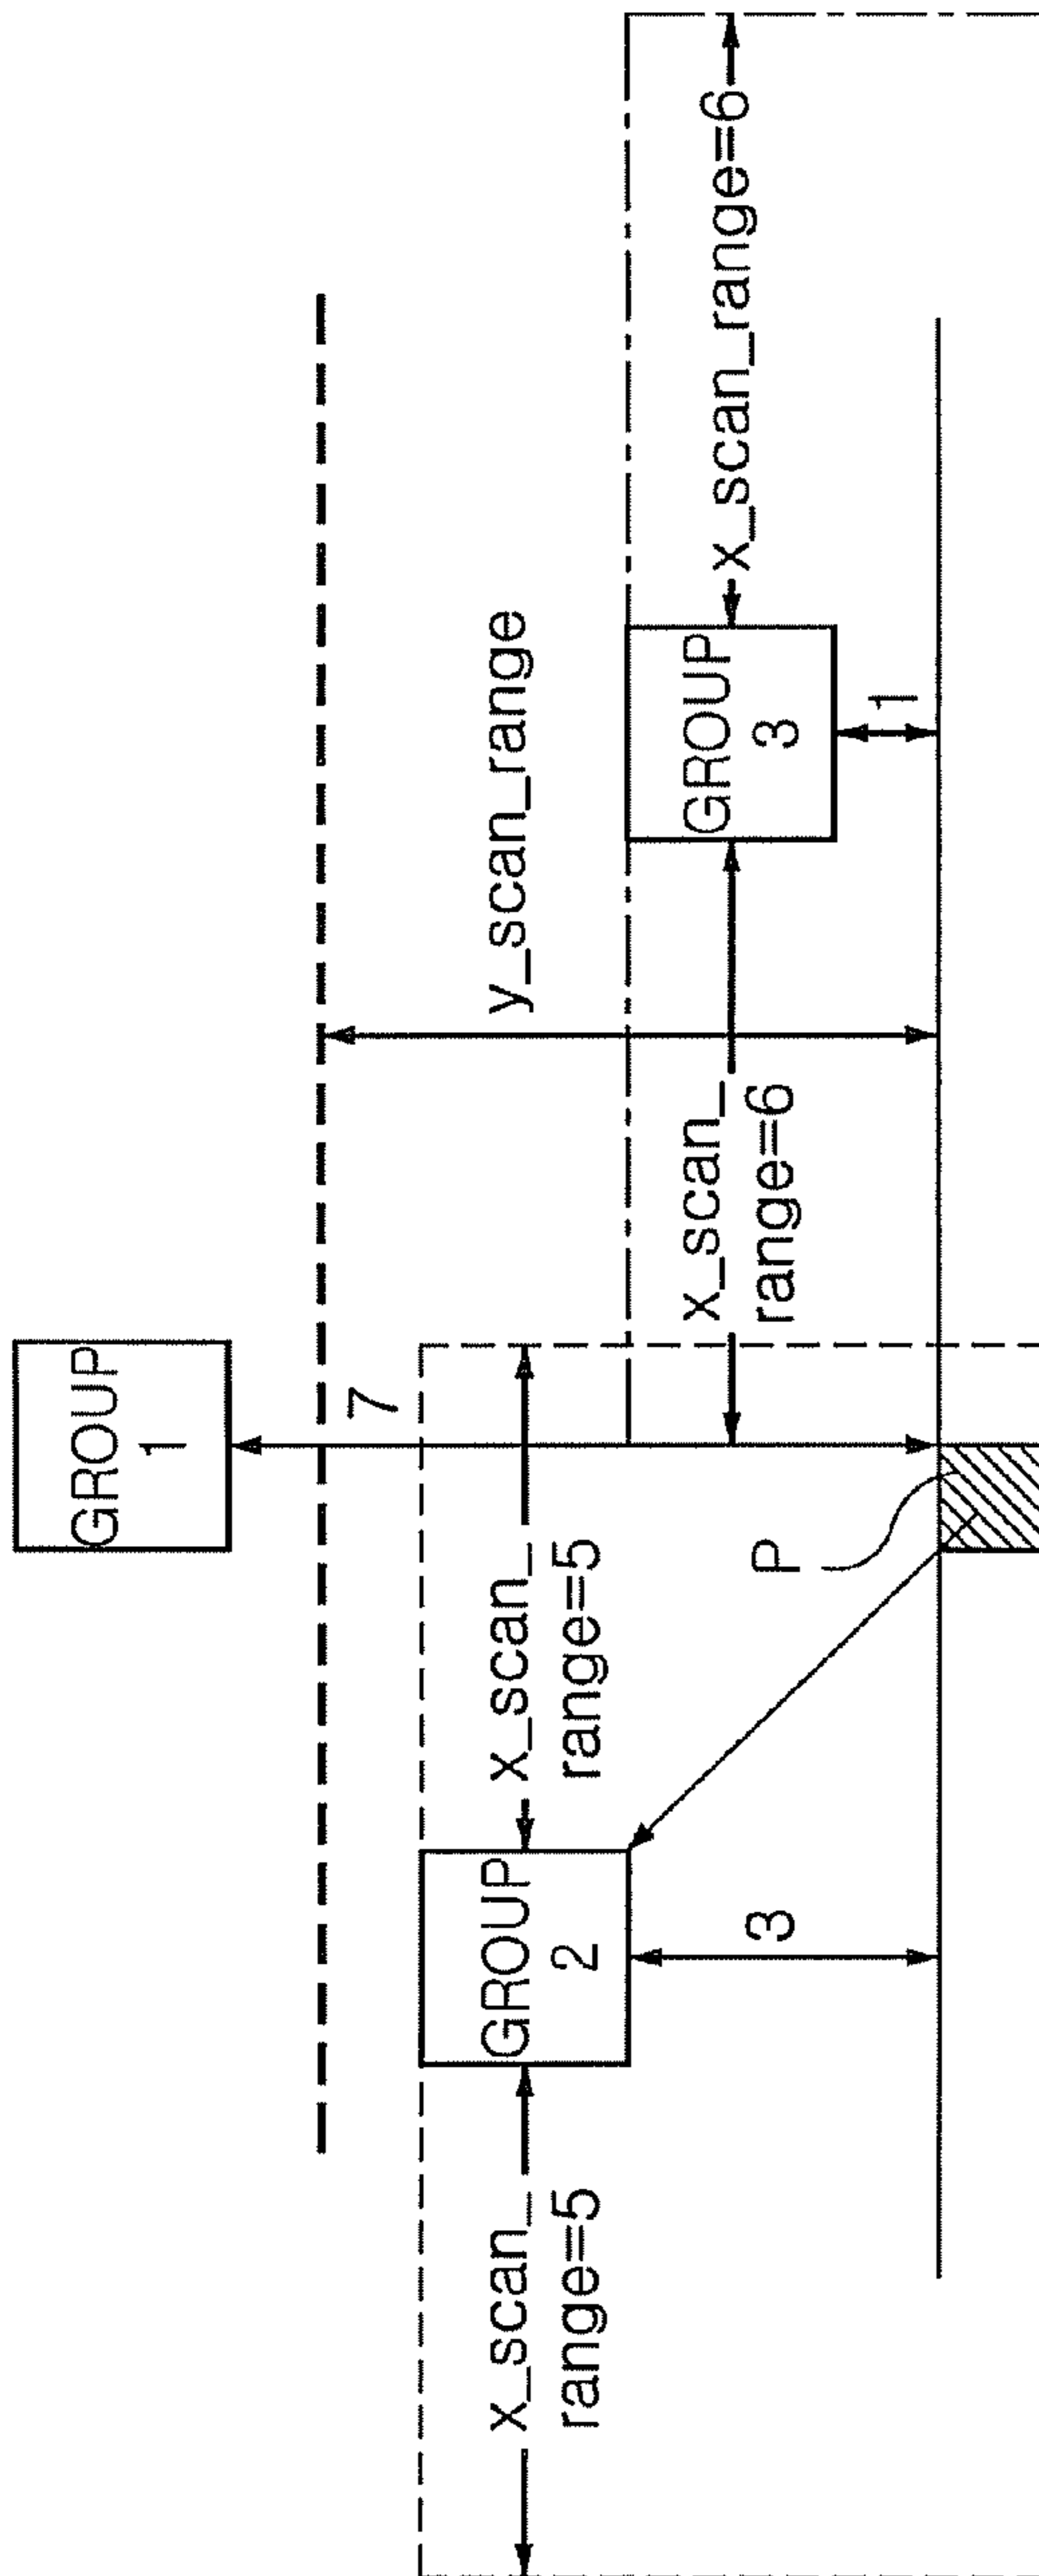 GROUP
1
7
x_scan_
range=5
GROUP
2
x_scan_
range=5
y_scan_range
x_scan_
range=6
GROUP
3
x_scan_range=6
3
P
1